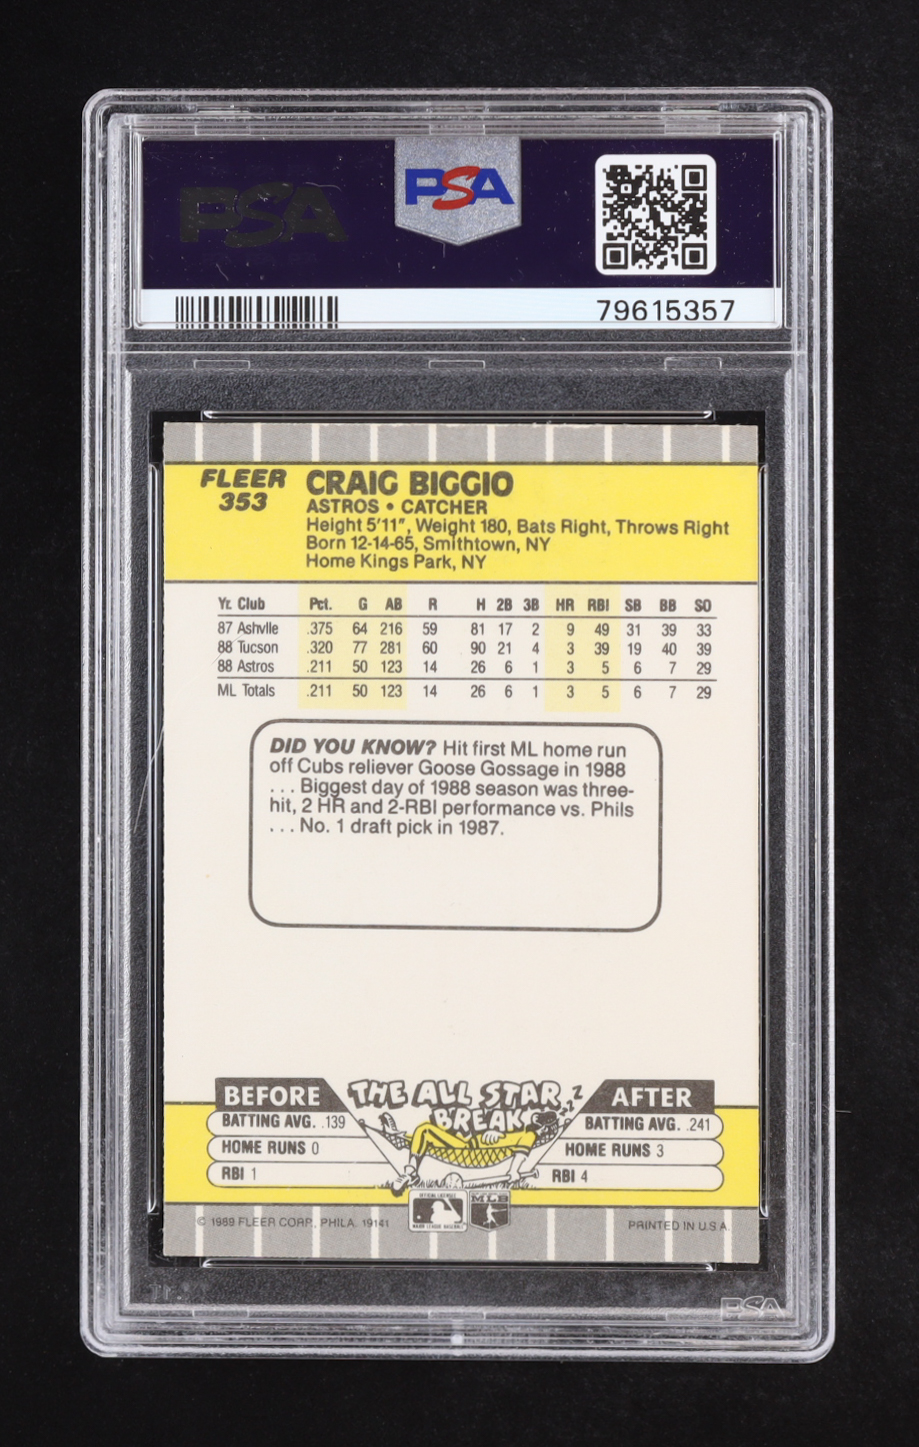 PSA
PSA
79615357
FLEER
353
CRAIG BIGGIO
ASTROS • CATCHER
Height 5'11", Weight 180, Bats Right, Throws Right
Born 12-14-65, Smithtown, NY
Home Kings Park, NY
Yr. Club Pct. G AB R H 2B 3B HR RBI SB BB SO
87 Ashvlle .375 64 216 59 81 17 2 9 49 31 39 33
88 Tucson .320 77 281 60 90 21 4 3 39 19 40 39
88 Astros .211 50 123 14 26 6 1 3 5 6 7 29
ML Totals .211 50 123 14 26 6 1 3 5 6 7 29
DID YOU KNOW? Hit first ML home run
off Cubs reliever Goose Gossage in 1988
... Biggest day of 1988 season was three-
hit, 2 HR and 2-RBI performance vs. Phils
... No. 1 draft pick in 1987.
THE ALL STAR
BREAK
zzZ
BEFORE
BATTING AVG. .139
HOME RUNS 0
RBI 1
AFTER
BATTING AVG. .241
HOME RUNS 3
RBI 4
OFFICIAL LICENSEE
MAJOR LEAGUE BASEBALL
MLB
© 1989 FLEER CORP., PHILA. 19141
PRINTED IN U.S.A.
PSA